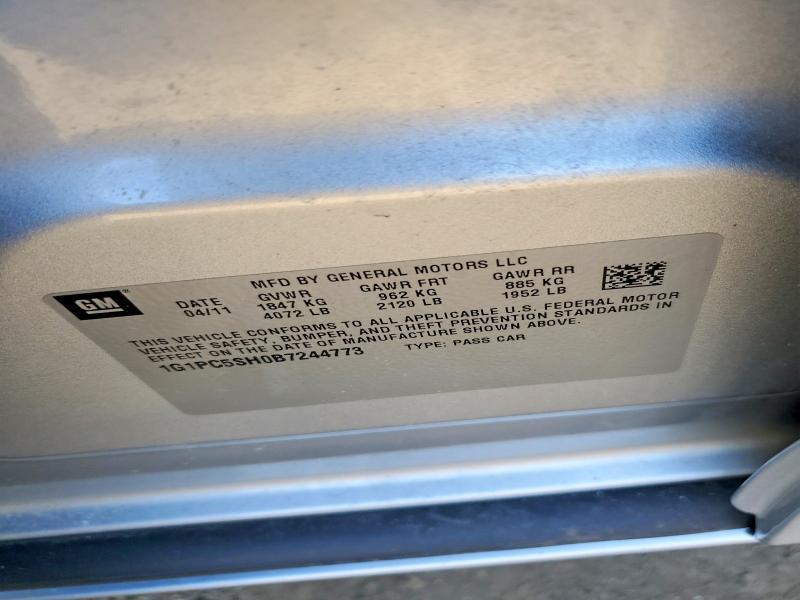 GM®
MFD BY GENERAL MOTORS LLC
DATE GVWR GAWR FRT GAWR RR
04/11 1847 KG 962 KG 885 KG
4072 LB 2120 LB 1952 LB
THIS VEHICLE CONFORMS TO ALL APPLICABLE U.S. FEDERAL MOTOR
VEHICLE SAFETY, BUMPER, AND THEFT PREVENTION STANDARDS IN
EFFECT ON THE DATE OF MANUFACTURE SHOWN ABOVE.
1G1PC5SH0B7244773 TYPE: PASS CAR